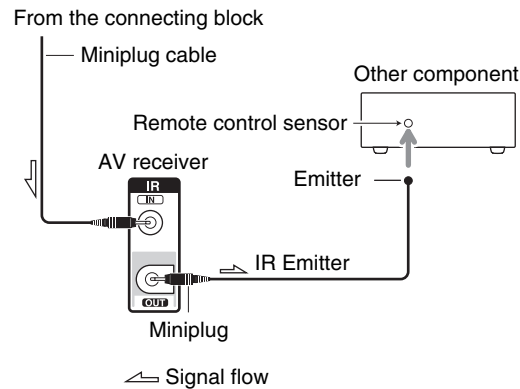 From the connecting block
Miniplug cable
Other component
Remote control sensor
AV receiver
Emitter
IR
IN
IR Emitter
OUT
Miniplug
Signal flow